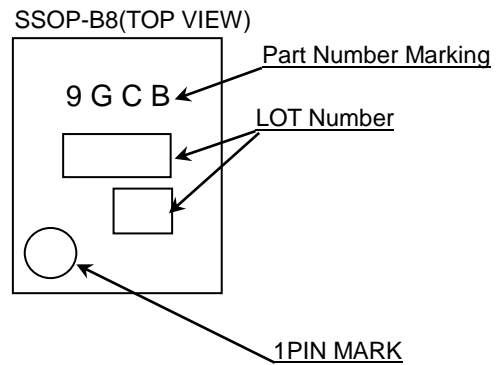 SSOP-B8(TOP VIEW)
Part Number Marking
9 G C B
LOT Number
1PIN MARK